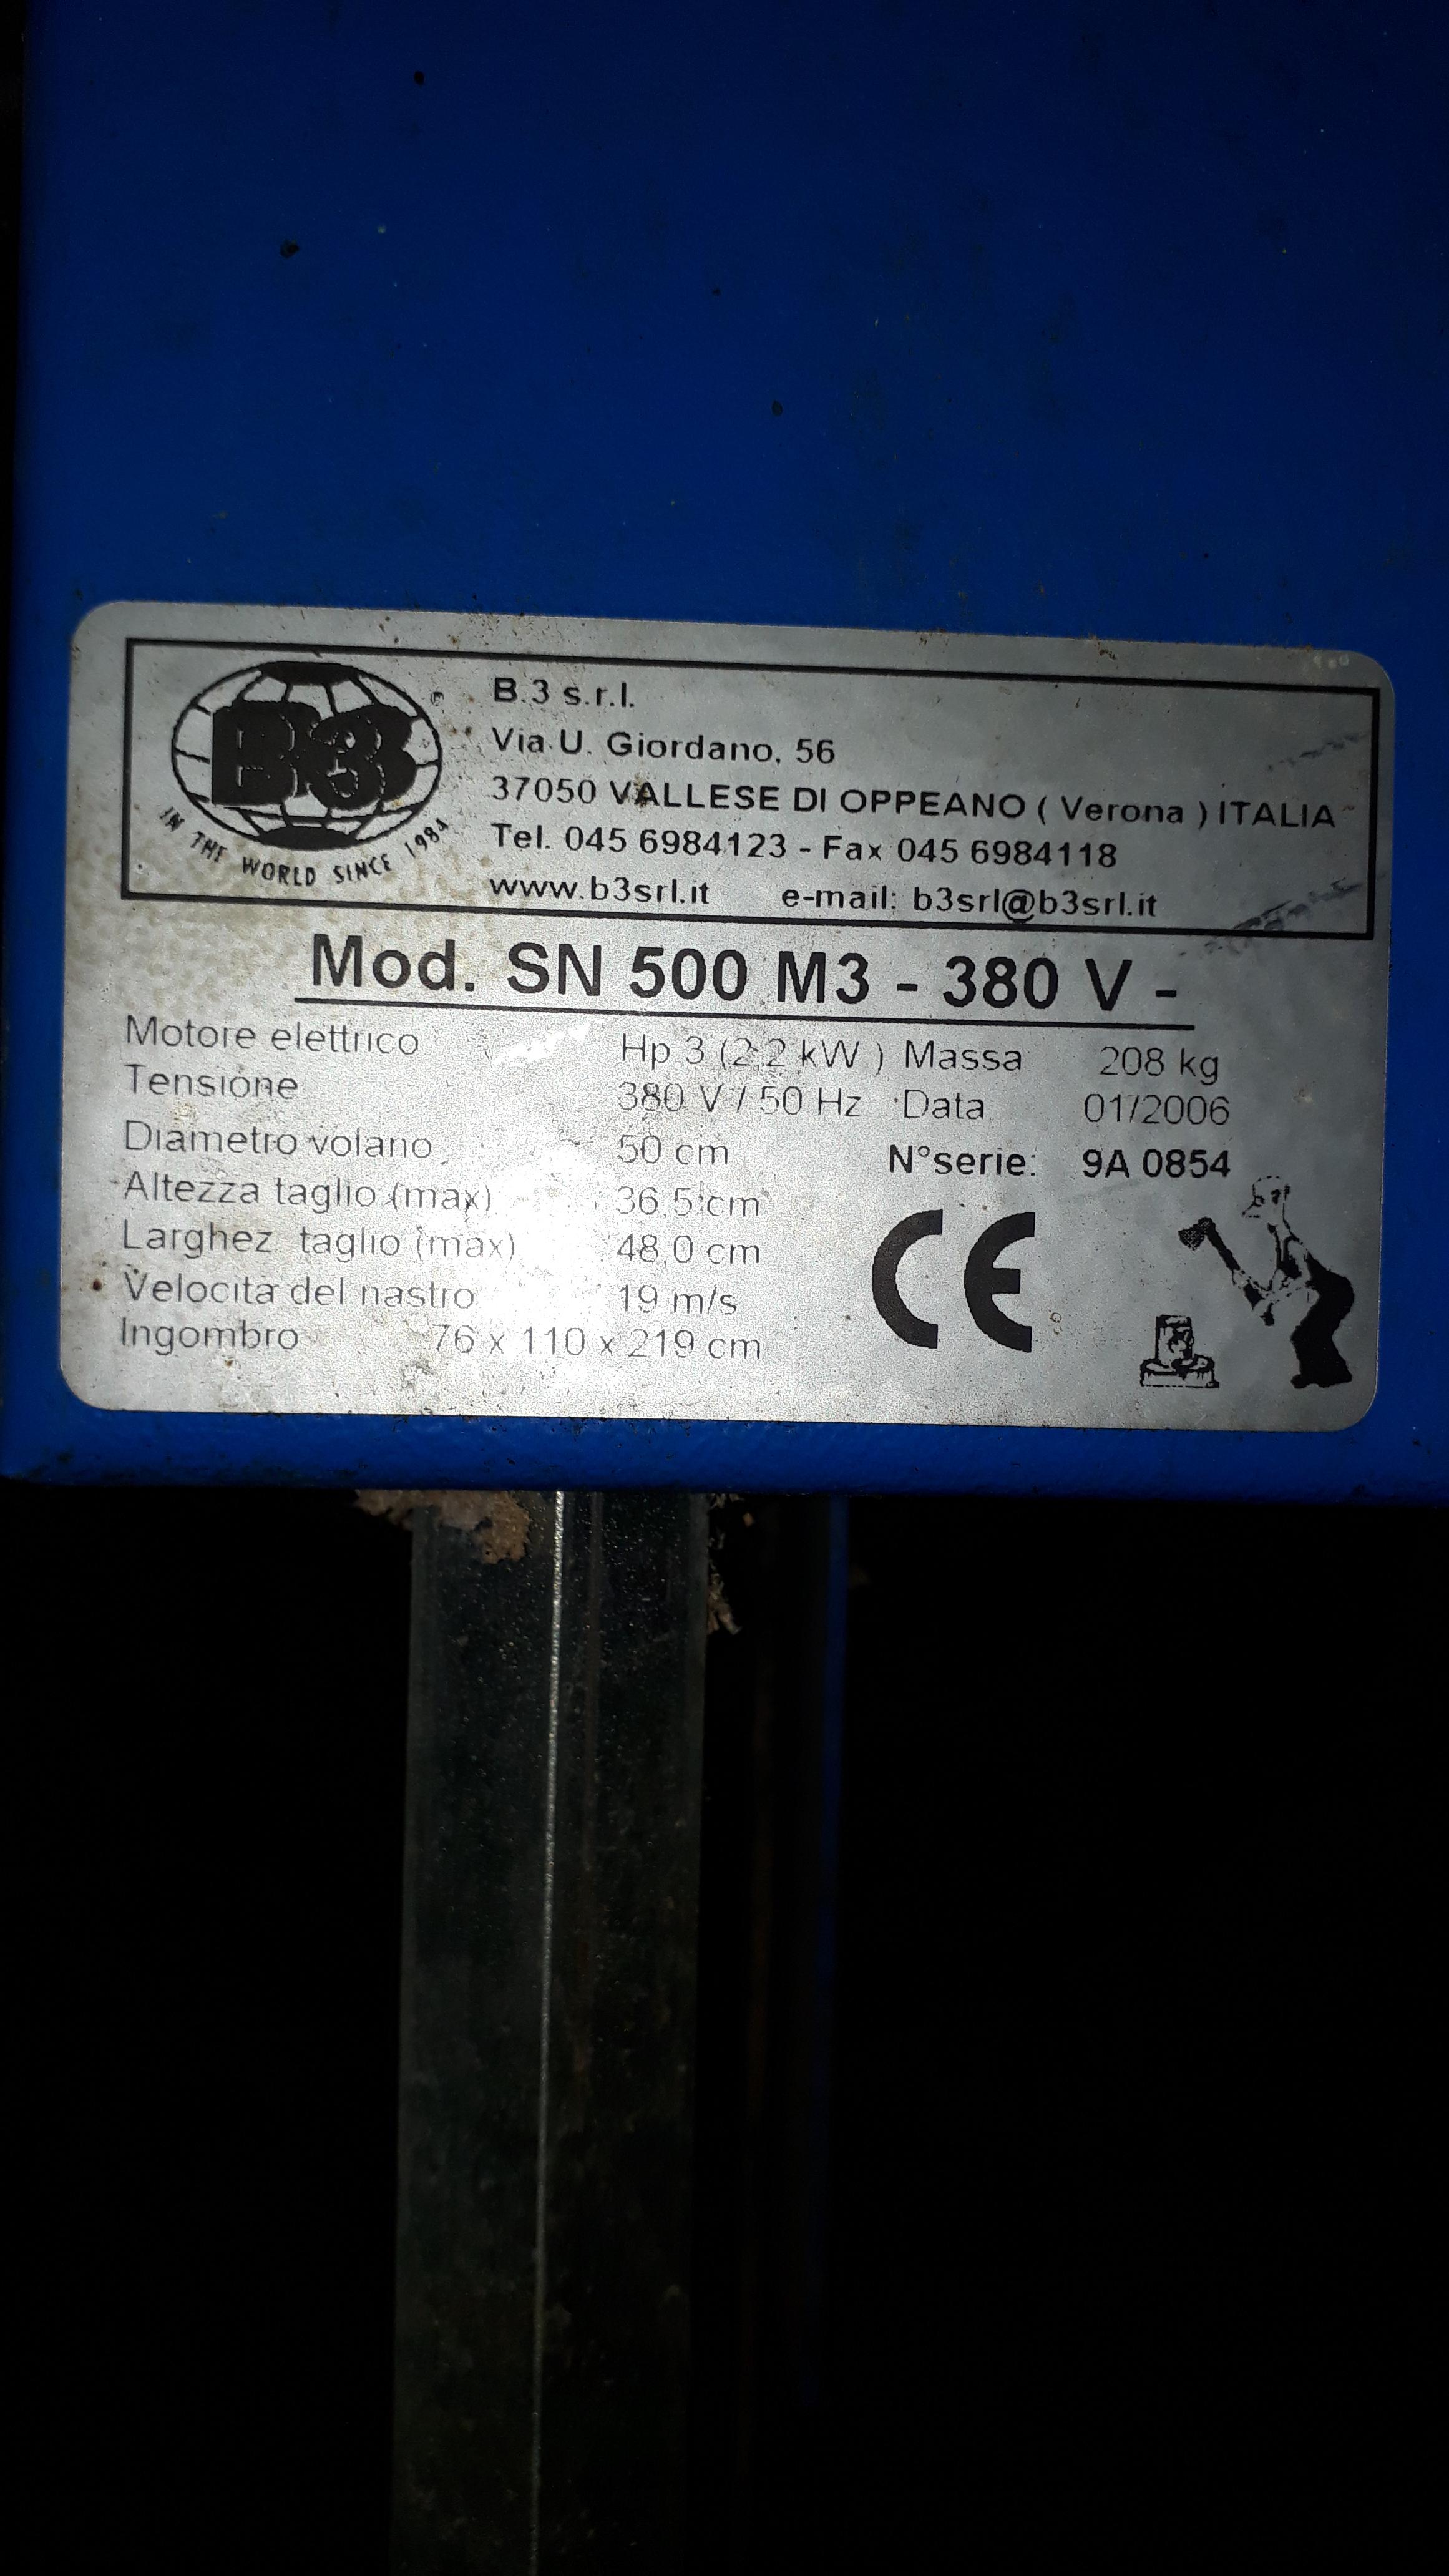 B3
IN THE WORLD SINCE 1984
B.3 s.r.l.
Via U. Giordano, 56
37050 VALLESE DI OPPEANO ( Verona ) ITALIA
Tel. 045 6984123 - Fax 045 6984118
www.b3srl.it e-mail: b3srl@b3srl.it
Mod. SN 500 M3 - 380 V -
Motore elettrico Hp 3 (2,2 kW ) Massa 208 kg
Tensione 380 V / 50 Hz Data 01/2006
Diametro volano 50 cm N°serie: 9A 0854
Altezza taglio (max) 36,5 cm
Larghez. taglio (max) 48,0 cm
Velocità del nastro 19 m/s
Ingombro 76 x 110 x 219 cm
CE